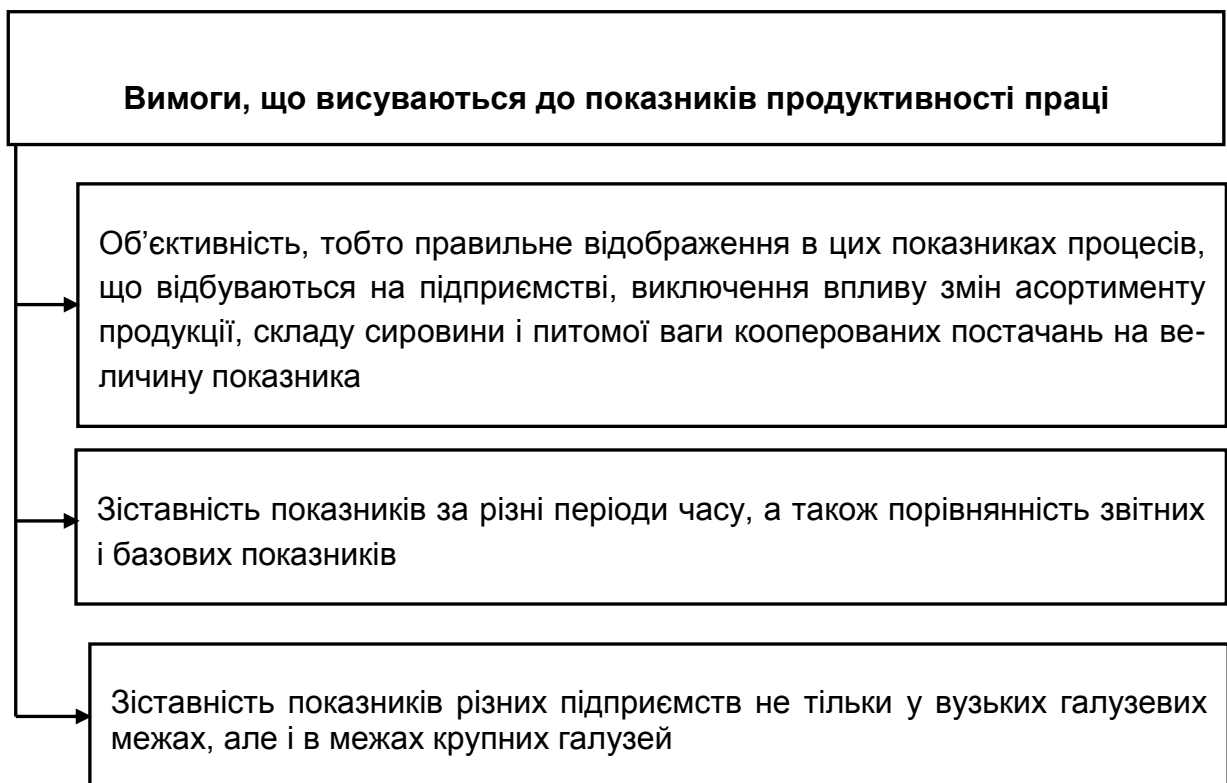 Вимоги, що висуваються до показників продуктивності праці
Об’єктивність, тобто правильне відображення в цих показниках процесів,
що відбуваються на підприємстві, виключення впливу змін асортименту
продукції, складу сировини і питомої ваги кооперованих постачань на ве-
личину показника
Зіставність показників за різні періоди часу, а також порівнянність звітних
і базових показників
Зіставність показників різних підприємств не тільки у вузьких галузевих
межах, але і в межах крупних галузей